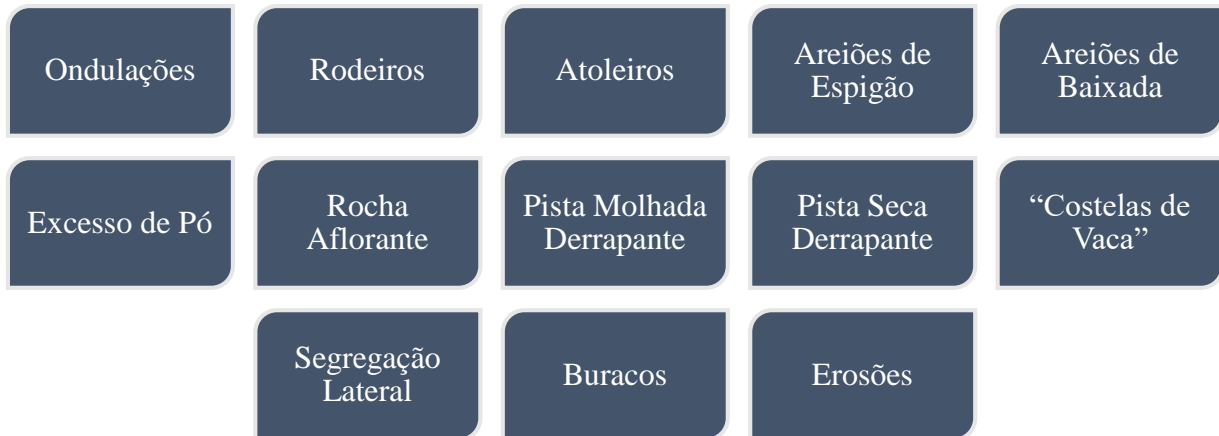 Ondulações
Rodeiros
Atoleiros
Areiões de
Espigão
Areiões de
Baixada
Excesso de Pó
Rocha
Aflorante
Pista Molhada
Derrapante
Pista Seca
Derrapante
“Costelas de
Vaca”
Segregação
Lateral
Buracos
Erosões